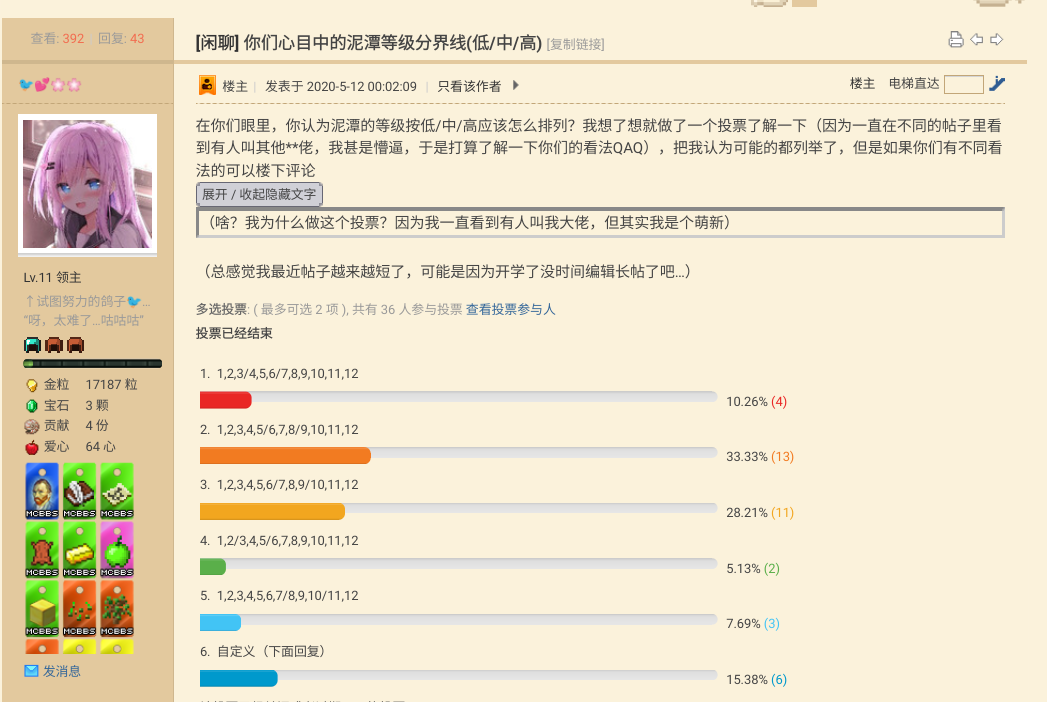 查看: 392 回复: 43
[闲聊] 你们心目中的泥潭等级分界线(低/中/高) [复制链接]
楼主 | 发表于 2020-5-12 00:02:09 | 只看该作者
楼主 电梯直达
在你们眼里，你认为泥潭的等级按低/中/高应该怎么排列？我想了想就做了一个投票了解一下（因为一直在不同的帖子里看
到有人叫其他**佬，我甚是懵逼，于是打算了解一下你们的看法QAQ），把我认为可能的都列举了，但是如果你们有不同看
法的可以楼下评论
展开 / 收起隐藏文字
（啥？我为什么做这个投票？因为我一直看到有人叫我大佬，但其实我是个萌新）
（总感觉我最近帖子越来越短了，可能是因为开学了没时间编辑长帖了吧...）
多选投票: ( 最多可选 2 项 ), 共有 36 人参与投票 查看投票参与人
投票已经结束
1. 1,2,3/4,5,6/7,8,9,10,11,12
10.26% (4)
2. 1,2,3,4,5/6,7,8/9,10,11,12
33.33% (13)
3. 1,2,3,4,5,6/7,8,9/10,11,12
28.21% (11)
4. 1,2/3,4,5/6,7,8,9,10,11,12
5.13% (2)
5. 1,2,3,4,5,6,7/8,9,10/11,12
7.69% (3)
6. 自定义（下面回复）
15.38% (6)
Lv.11 领主
↑试图努力的鸽子🐦...
“呀，太难了...咕咕咕”
金粒 17187 粒
宝石 3 颗
贡献 4 份
爱心 64 心
MCBBS MCBBS MCBBS
MCBBS MCBBS MCBBS
MCBBS MCBBS MCBBS
发消息